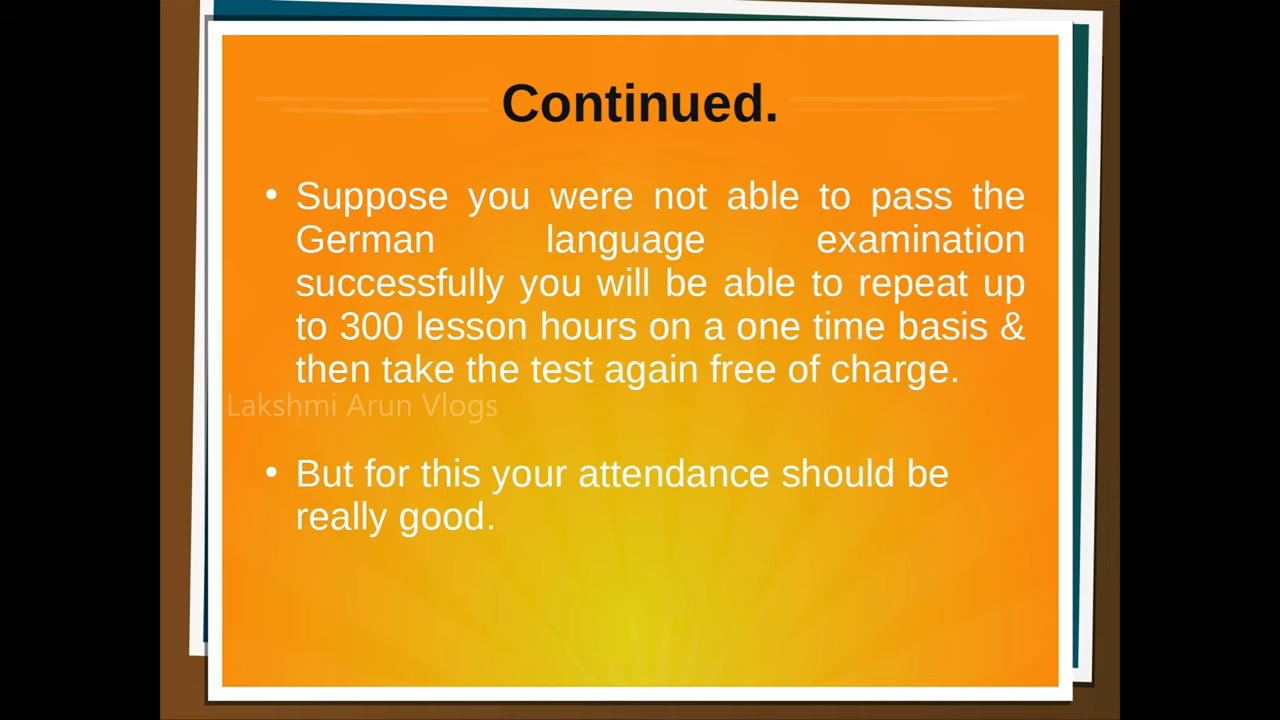 Continued.
• Suppose you were not able to pass the
German language examination
successfully you will be able to repeat up
to 300 lesson hours on a one time basis &
then take the test again free of charge.
Lakshmi Arun Vlogs
• But for this your attendance should be
really good.